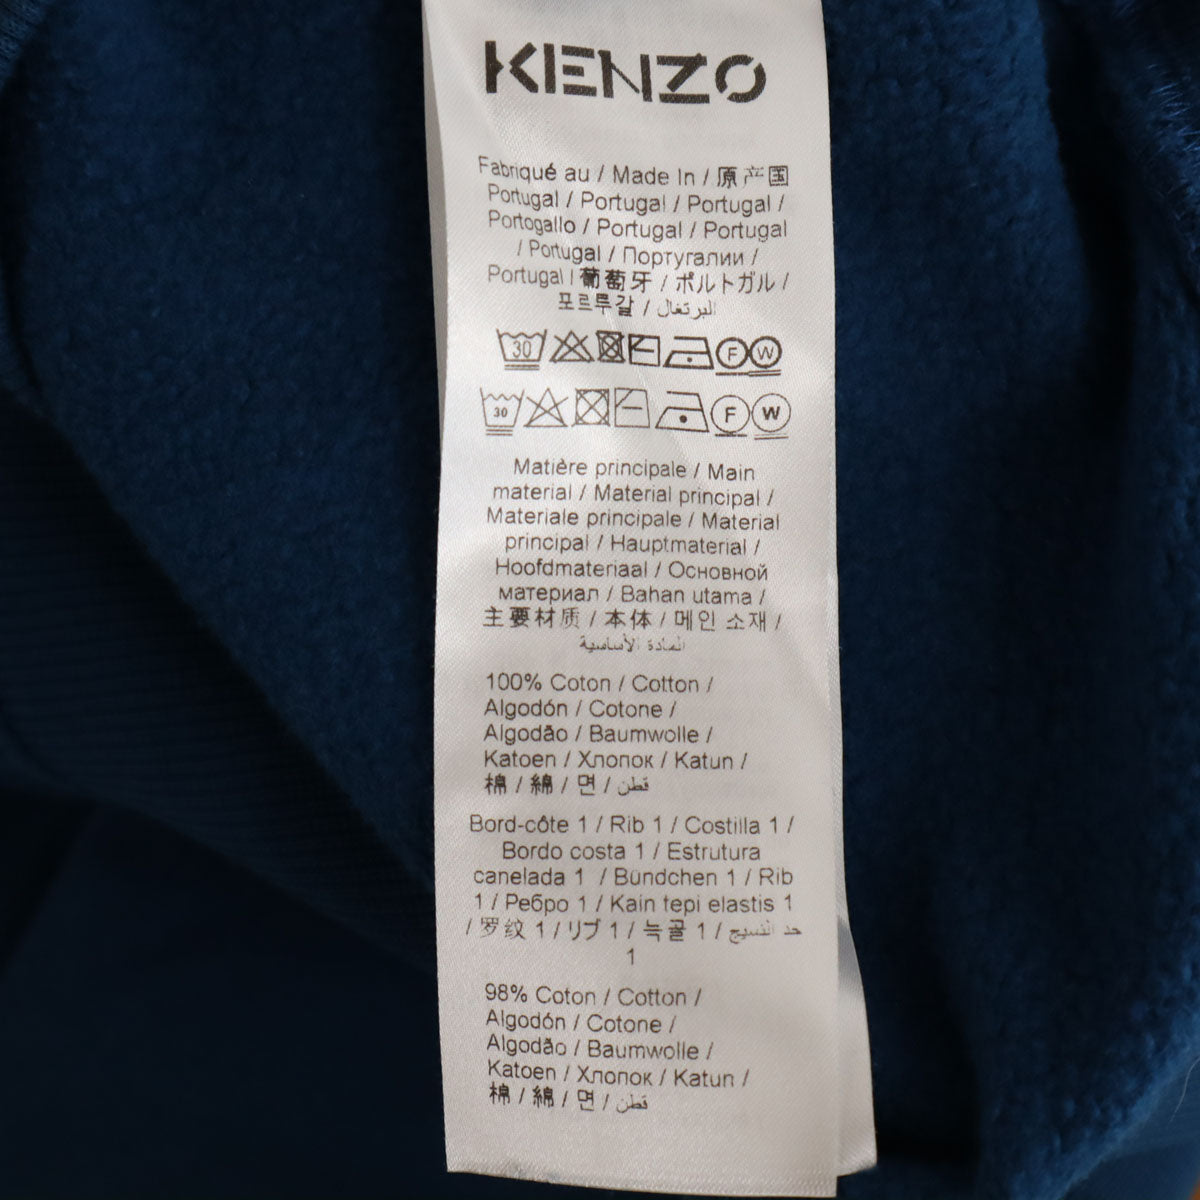 KENZO
Fabriqué au / Made In / 原产国
Portugal / Portugal / Portugal /
Portogallo / Portugal / Portugal
/ Portugal / Португалии /
Portugal / 葡萄牙 / ポルトガル /
포르투갈 / البرتغال
30 F W
30 F W
Matière principale / Main
material / Material principal /
Materiale principale / Material
principal / Hauptmaterial /
Hoofdmateriaal / Основной
материал / Bahan utama /
主要材质 / 本体 / 메인 소재 /
المادة الأساسية
100% Coton / Cotton /
Algodón / Cotone /
Algodão / Baumwolle /
Katoen / Хлопок / Katun /
棉 / 綿 / 면 / قطن
Bord-côte 1 / Rib 1 / Costilla 1 /
Bordo costa 1 / Estrutura
canelada 1 / Bündchen 1 / Rib
1 / Ребро 1 / Kain tepi elastis 1
/ 罗纹 1 / リブ 1 / 늑골 1 / حد النسيج
1
98% Coton / Cotton /
Algodón / Cotone /
Algodão / Baumwolle /
Katoen / Хлопок / Katun /
棉 / 綿 / 면 / قطن